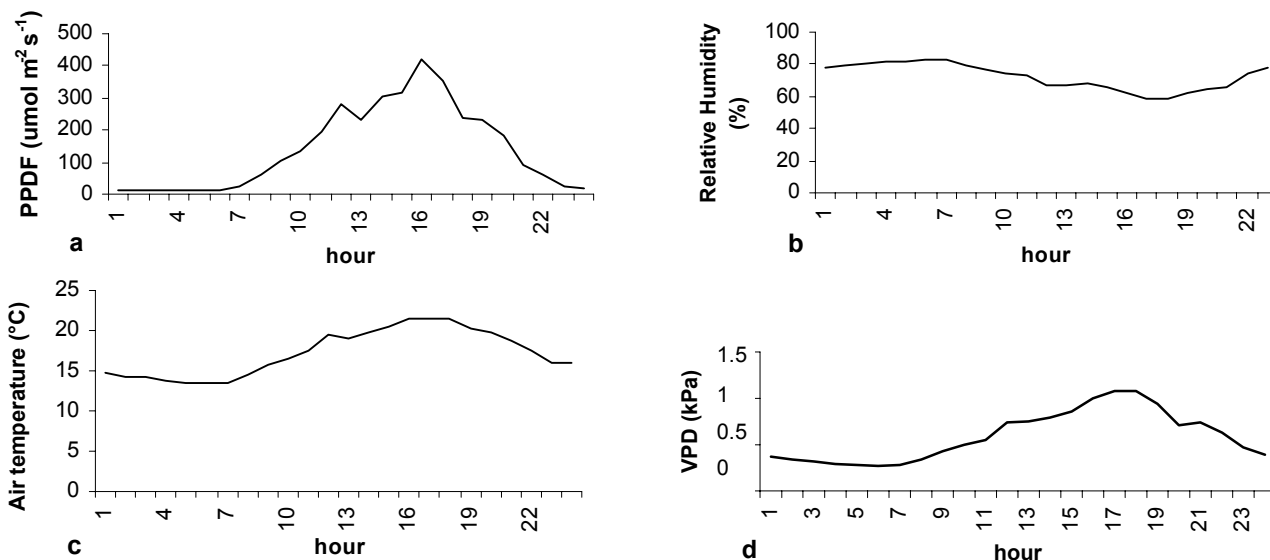 PPDF (umol m-2 s-1)
500
400
300
200
100
0
1 4 7 10 13 16 19 22
a
hour
Relative Humidity
(%)
100
80
60
40
20
0
1 4 7 10 13 16 19 22
b
hour
Air temperature (°C)
25
20
15
10
5
0
1 4 7 10 13 16 19 22
c
hour
VPD (kPa)
1.5
1
0.5
0
1 3 5 7 9 11 13 15 17 19 21 23
d
hour